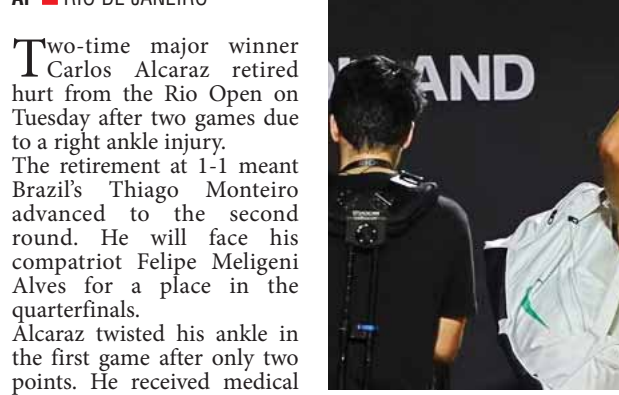 AP RIO DE JANEIRO
Two-time major winner
Carlos Alcaraz retired
hurt from the Rio Open on
Tuesday after two games due
to a right ankle injury.
The retirement at 1-1 meant
Brazil's Thiago Monteiro
advanced to the second
round. He will face his
compatriot Felipe Meligeni
Alves for a place in the
quarterfinals.
Alcaraz twisted his ankle in
the first game after only two
points. He received medical
AND